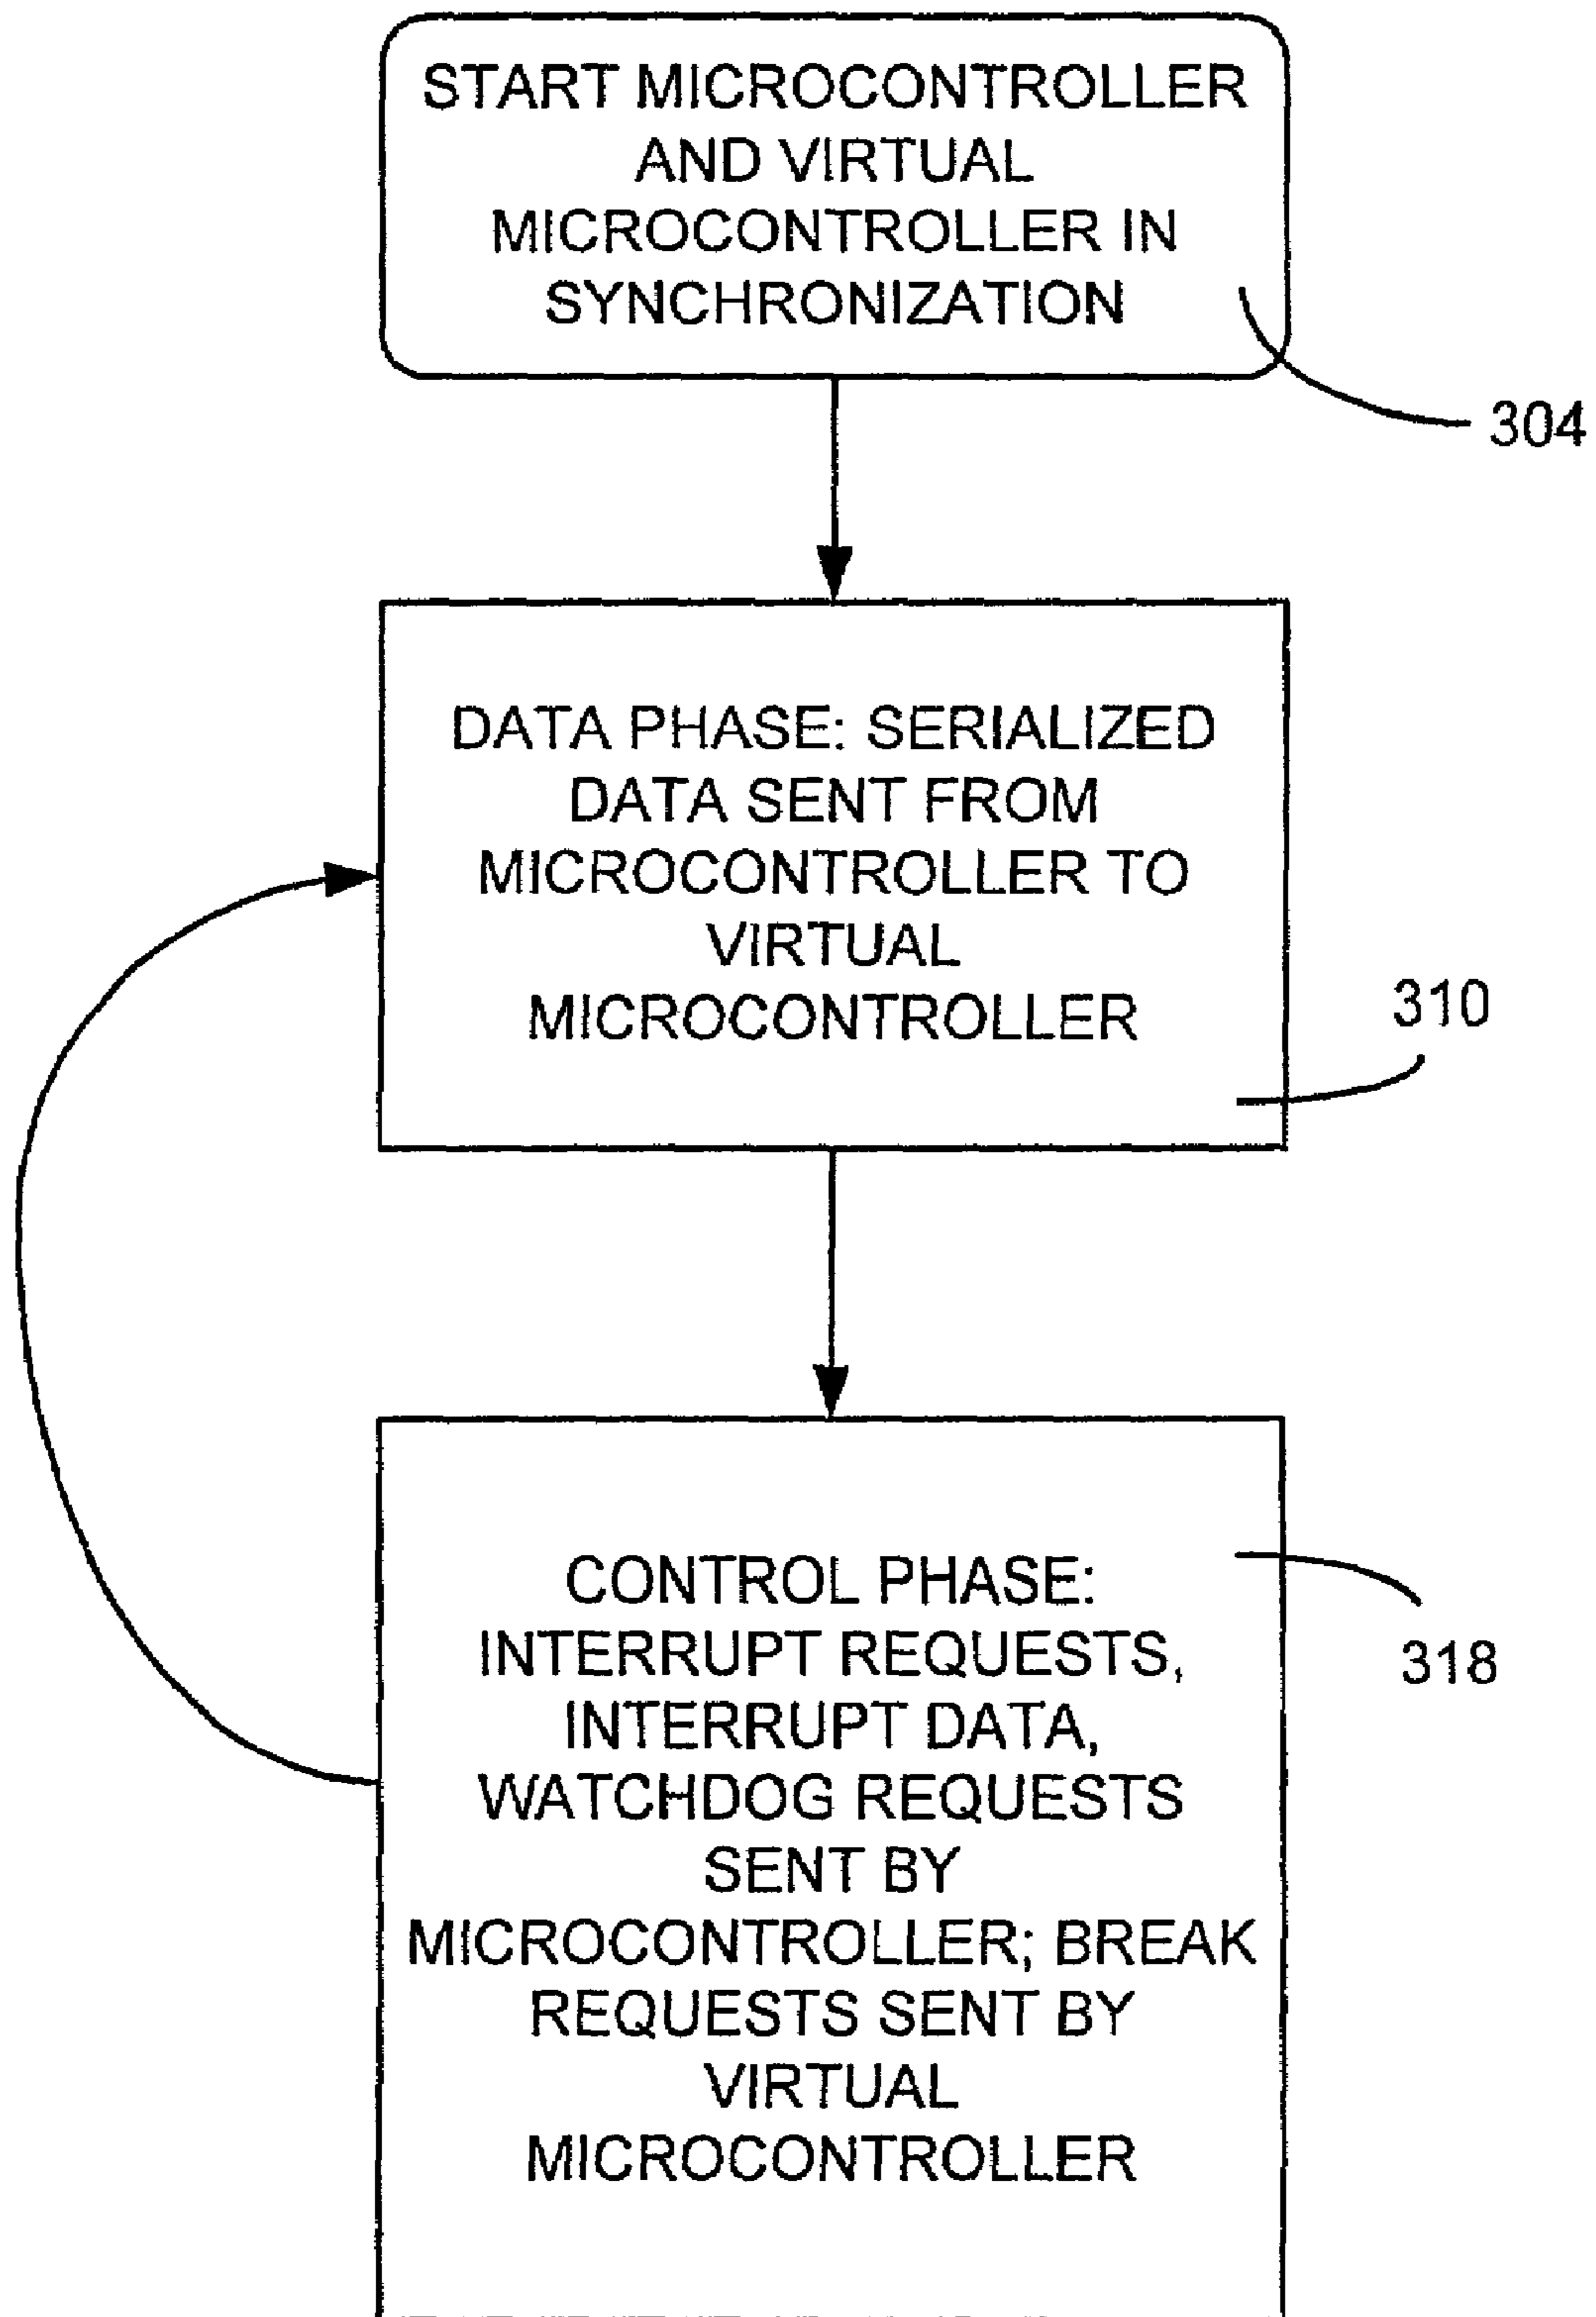 START MICROCONTROLLER
AND VIRTUAL
MICROCONTROLLER IN
SYNCHRONIZATION
304
DATA PHASE: SERIALIZED
DATA SENT FROM
MICROCONTROLLER TO
VIRTUAL
MICROCONTROLLER
310
CONTROL PHASE:
INTERRUPT REQUESTS,
INTERRUPT DATA,
WATCHDOG REQUESTS
SENT BY
MICROCONTROLLER; BREAK
REQUESTS SENT BY
VIRTUAL
MICROCONTROLLER
318